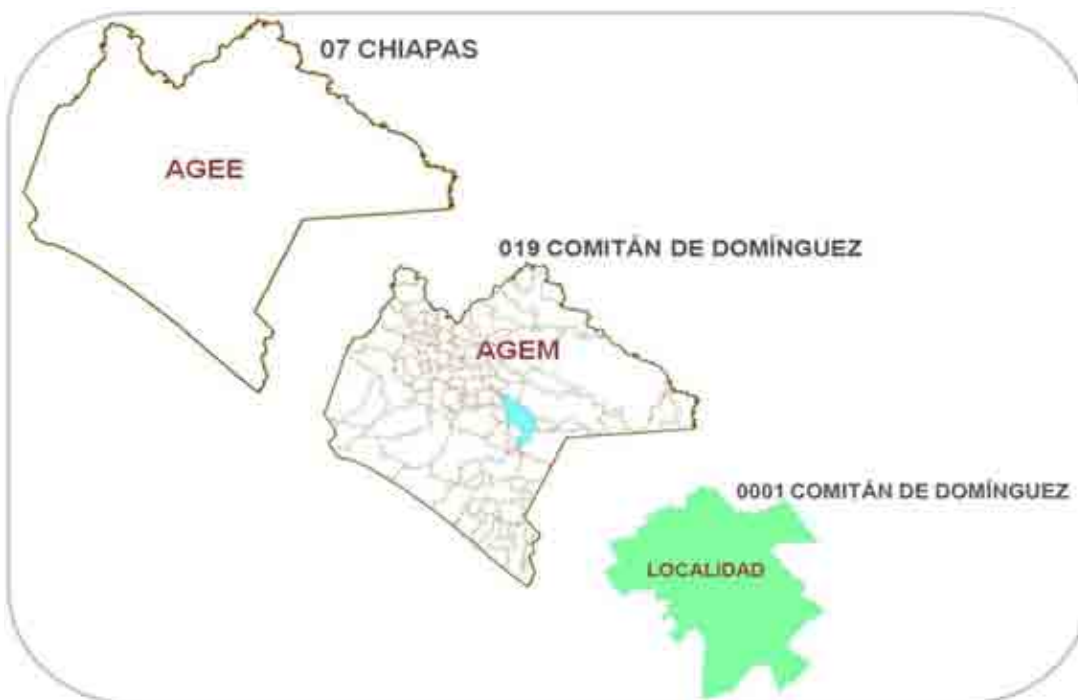 07 CHIAPAS
AGEE
019 COMITÁN DE DOMÍNGUEZ
AGEM
0001 COMITÁN DE DOMÍNGUEZ
LOCALIDAD